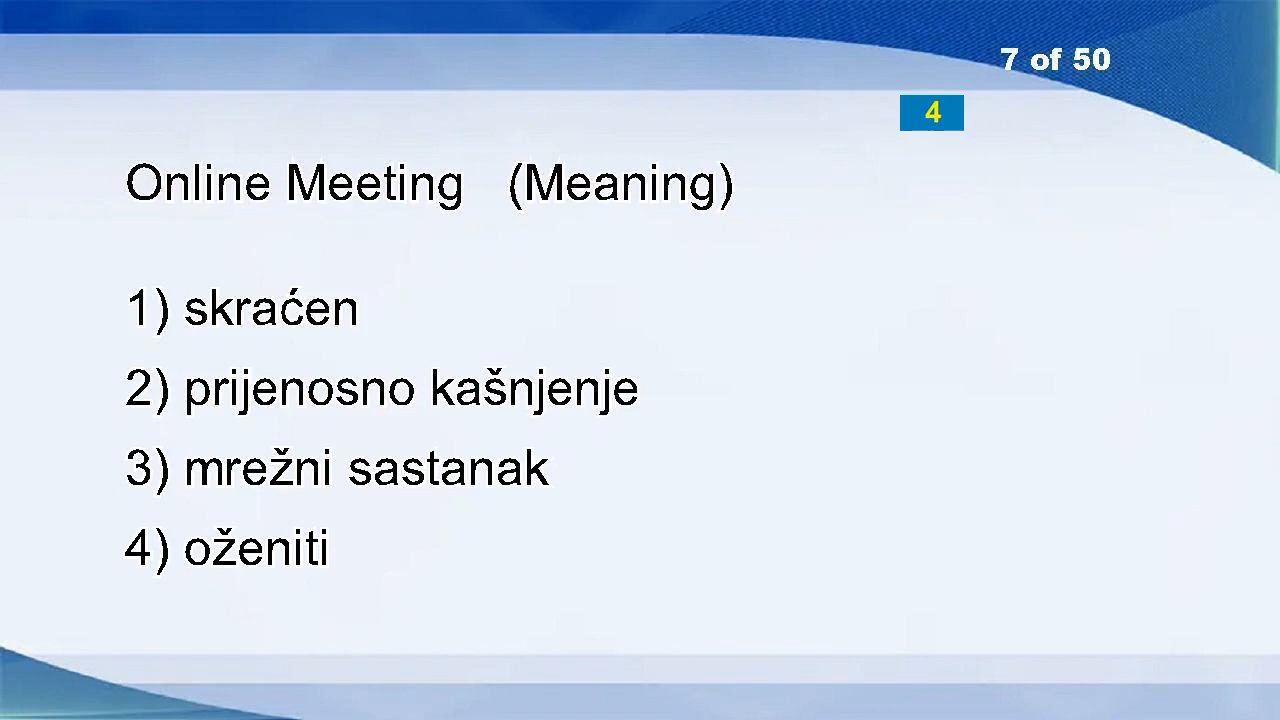 7 of 50
4
Online Meeting (Meaning)
1) skraćen
2) prijenosno kašnjenje
3) mrežni sastanak
4) oženiti